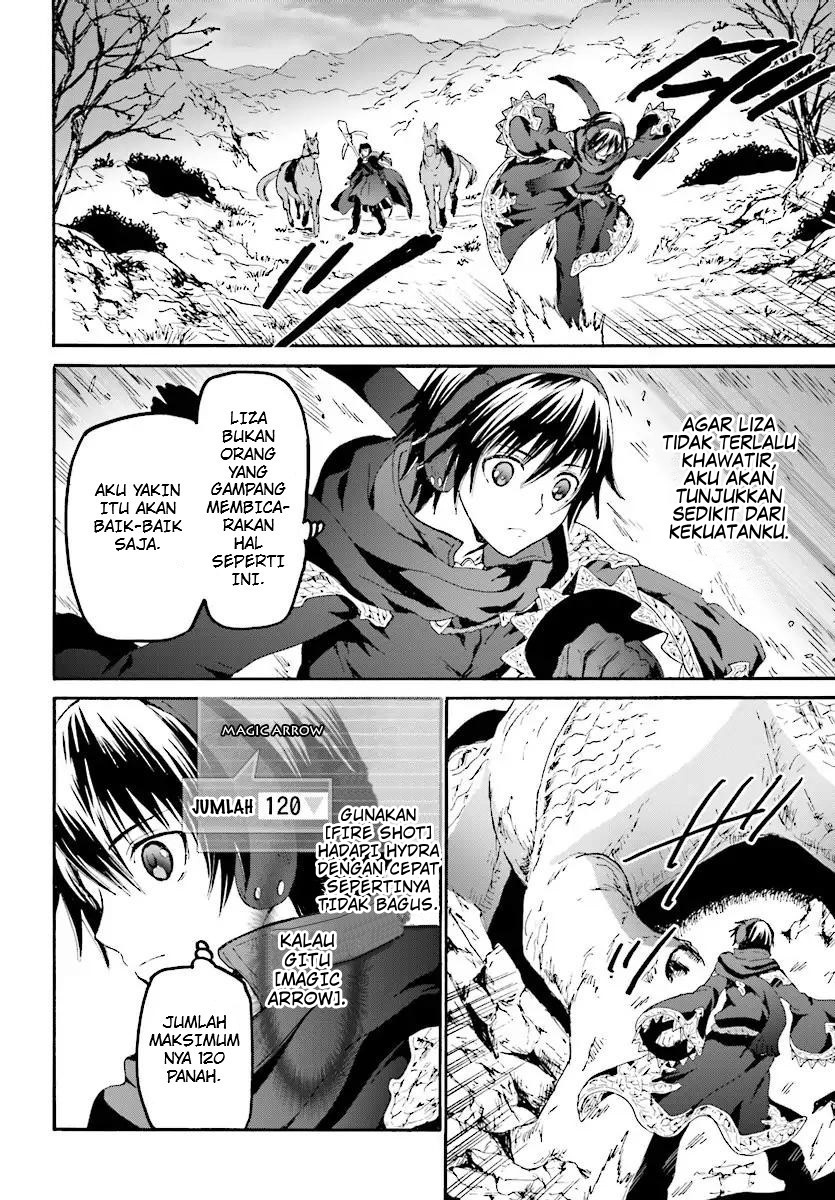 AGAR LIZA
TIDAK TERLALU
KHAWATIR,
AKU AKAN
TUNJUKKAN
SEDIKIT DARI
KEKUATANKU.
LIZA
BUKAN
ORANG
YANG
GAMPANG
MEMBICA-
RAKAN
HAL
SEPERTI
INI.
AKU YAKIN
ITU AKAN
BAIK-BAIK
SAJA.
MAGIC ARROW
JUMLAH 120
GUNAKAN
[FIRE SHOT]
HADAPI HYDRA
DENGAN CEPAT
SEPERTINYA
TIDAK BAGUS.
KALAU
GITU
[MAGIC
ARROW].
JUMLAH
MAKSIMUM
NYA 120
PANAH.